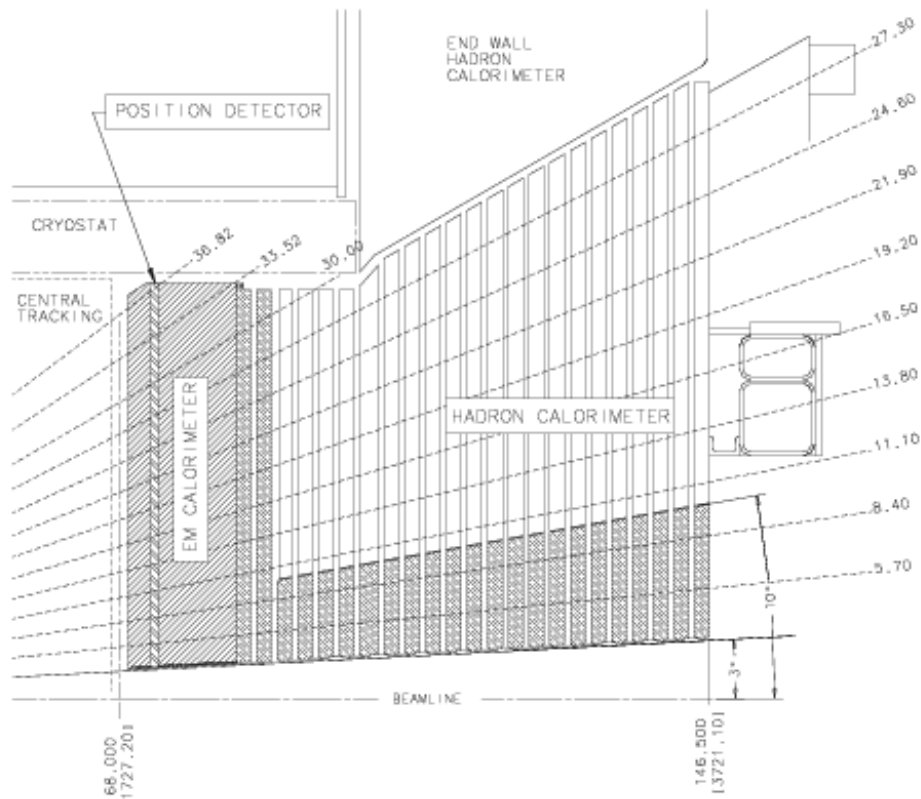 END WALL
HADRON
CALORIMETER
27.30
POSITION DETECTOR
24.60
21.90
CRYOSTAT
36.82
33.52
30.00
19.20
CENTRAL
TRACKING
16.50
EM CALORIMETER
HADRON CALORIMETER
13.80
11.10
8.40
5.70
10°
3°
BEAMLINE
68.000
[1727.20]
146.500
[3721.10]